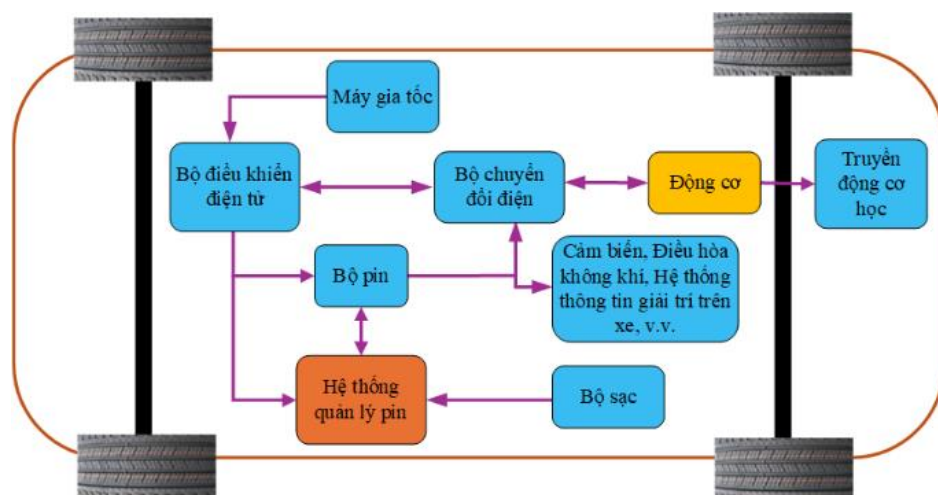 Máy gia tốc
Bộ điều khiển
điện tử
Bộ chuyển
đổi điện
Động cơ
Truyền
động cơ
học
Bộ pin
Cảm biến, Điều hòa
không khí, Hệ thống
thông tin giải trí trên
xe, v.v.
Hệ thống
quản lý pin
Bộ sạc